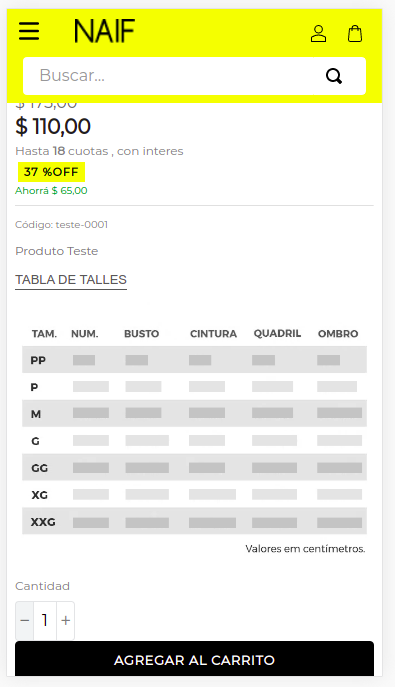 NAIF
Buscar...
$ 175,00
$ 110,00
Hasta 18 cuotas , con interes
37 %OFF
Ahorrá $ 65,00
Código: teste-0001
Produto Teste
TABLA DE TALLES
TAM. NUM. BUSTO CINTURA QUADRIL OMBRO
PP
P
M
G
GG
XG
XXG
Valores em centímetros.
Cantidad
− 1 +
AGREGAR AL CARRITO